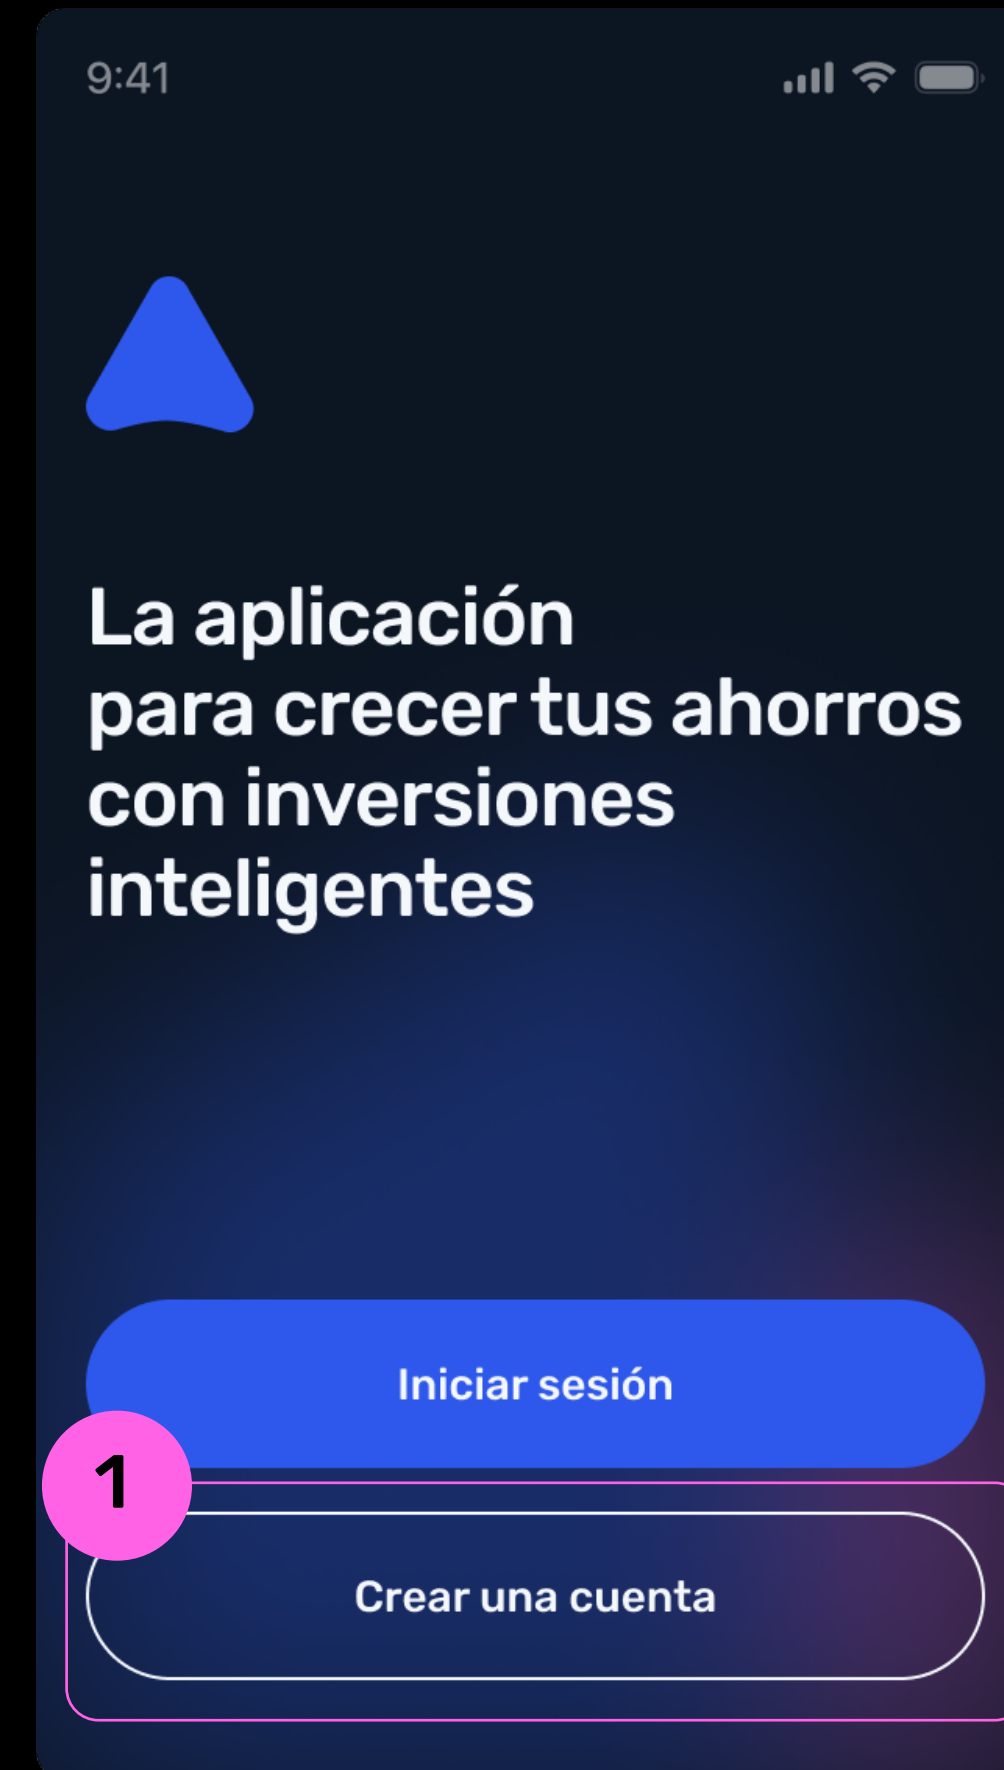 9:41
La aplicación
para crecer tus ahorros
con inversiones
inteligentes
Iniciar sesión
1
Crear una cuenta